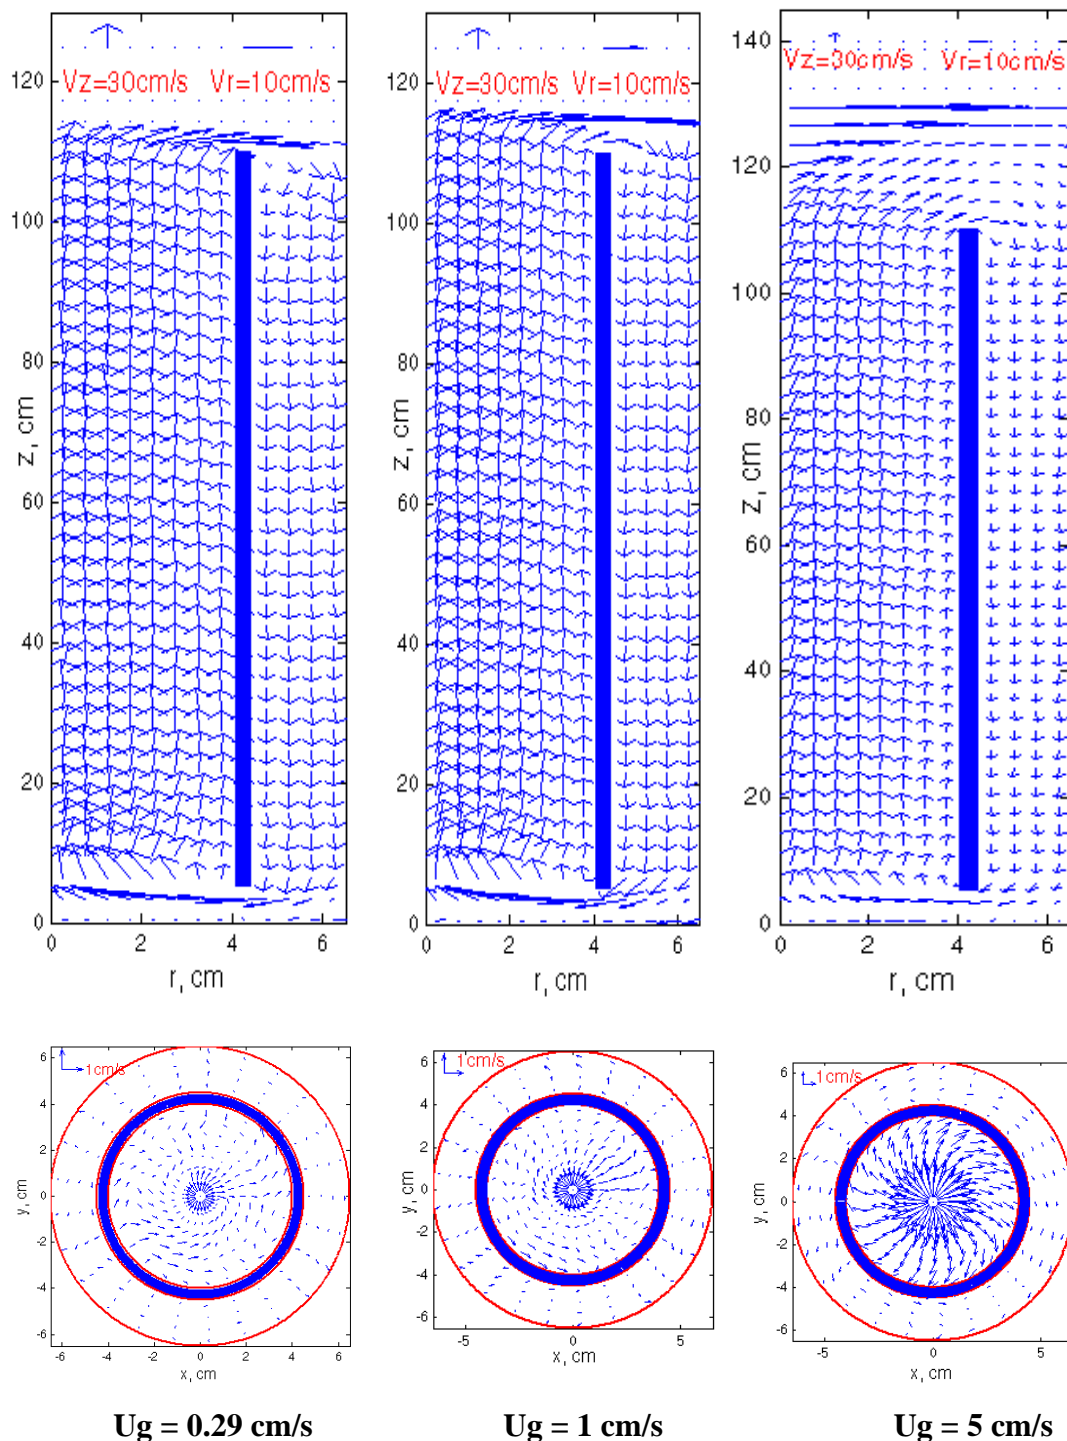 Vz=30cm/s Vr=10cm/s
120
100
80
60
40
20
0
z, cm
0 2 4 6
r, cm
Vz=30cm/s Vr=10cm/s
120
100
80
60
40
20
0
z, cm
0 2 4 6
r, cm
140
Vz=30cm/s Vr=10cm/s
120
100
80
60
40
20
0
z, cm
0 2 4 6
r, cm
1cm/s
6
4
2
0
-2
-4
-6
y, cm
-6 -4 -2 0 2 4 6
x, cm
1cm/s
6
4
2
0
-2
-4
-6
y, cm
-5 0 5
x, cm
1cm/s
6
4
2
0
-2
-4
-6
y, cm
-5 0 5
x, cm
Ug = 0.29 cm/s Ug = 1 cm/s Ug = 5 cm/s